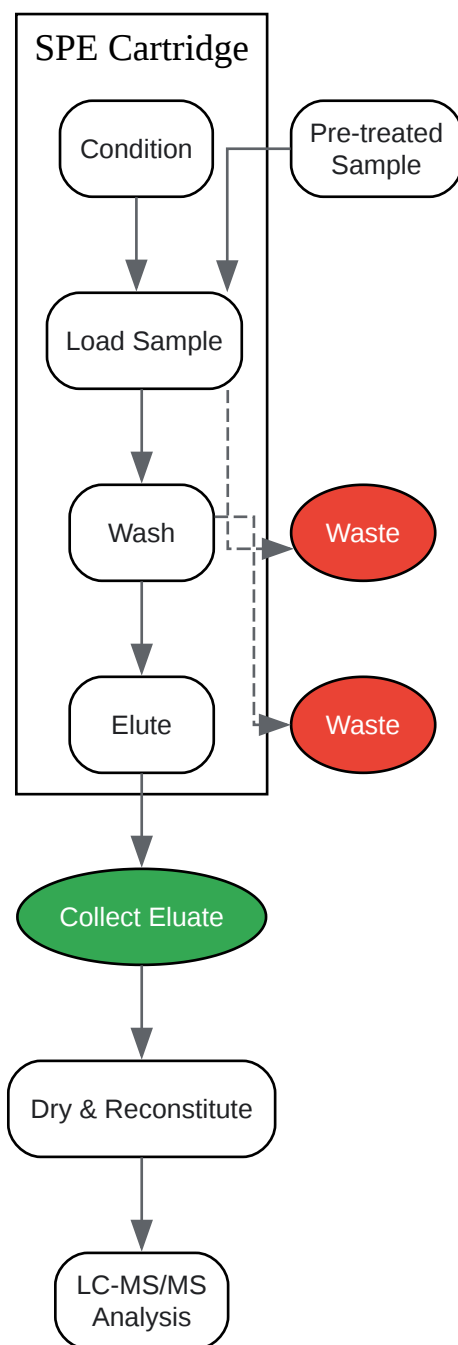 SPE Cartridge
Condition
Pre-treated
Sample
Load Sample
Wash
Waste
Elute
Waste
Collect Eluate
Dry & Reconstitute
LC-MS/MS
Analysis